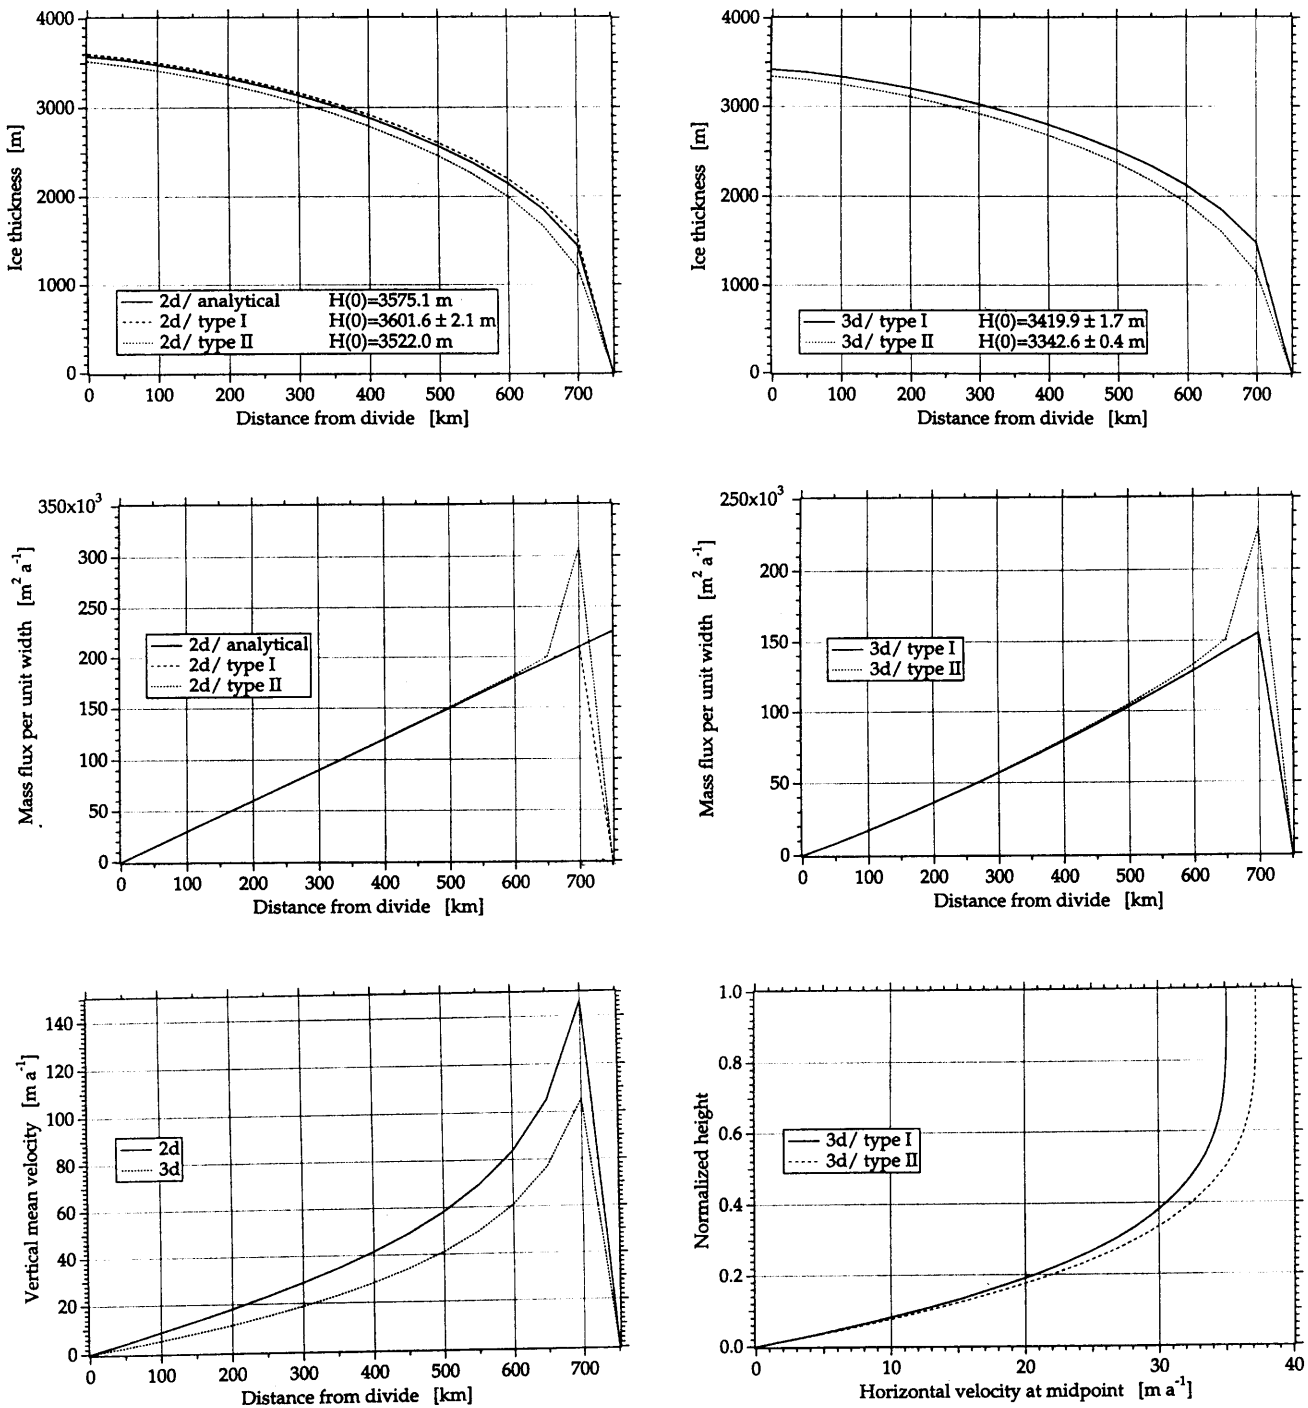 4000
3000
2000
1000
0
Ice thickness [m]
2d/ analytical H(0)=3575.1 m
2d/ type I H(0)=3601.6 ± 2.1 m
2d/ type II H(0)=3522.0 m
0 100 200 300 400 500 600 700
Distance from divide [km]
4000
3000
2000
1000
0
Ice thickness [m]
3d/ type I H(0)=3419.9 ± 1.7 m
3d/ type II H(0)=3342.6 ± 0.4 m
0 100 200 300 400 500 600 700
Distance from divide [km]
350x10³
300
250
200
150
100
50
0
Mass flux per unit width [m² a⁻¹]
2d/ analytical
2d/ type I
2d/ type II
0 100 200 300 400 500 600 700
Distance from divide [km]
250x10³
200
150
100
50
0
Mass flux per unit width [m² a⁻¹]
3d/ type I
3d/ type II
0 100 200 300 400 500 600 700
Distance from divide [km]
140
120
100
80
60
40
20
0
Vertical mean velocity [m a⁻¹]
2d
3d
0 100 200 300 400 500 600 700
Distance from divide [km]
1.0
0.8
0.6
0.4
0.2
0.0
Normalized height
3d/ type I
3d/ type II
0 10 20 30 40
Horizontal velocity at midpoint [m a⁻¹]